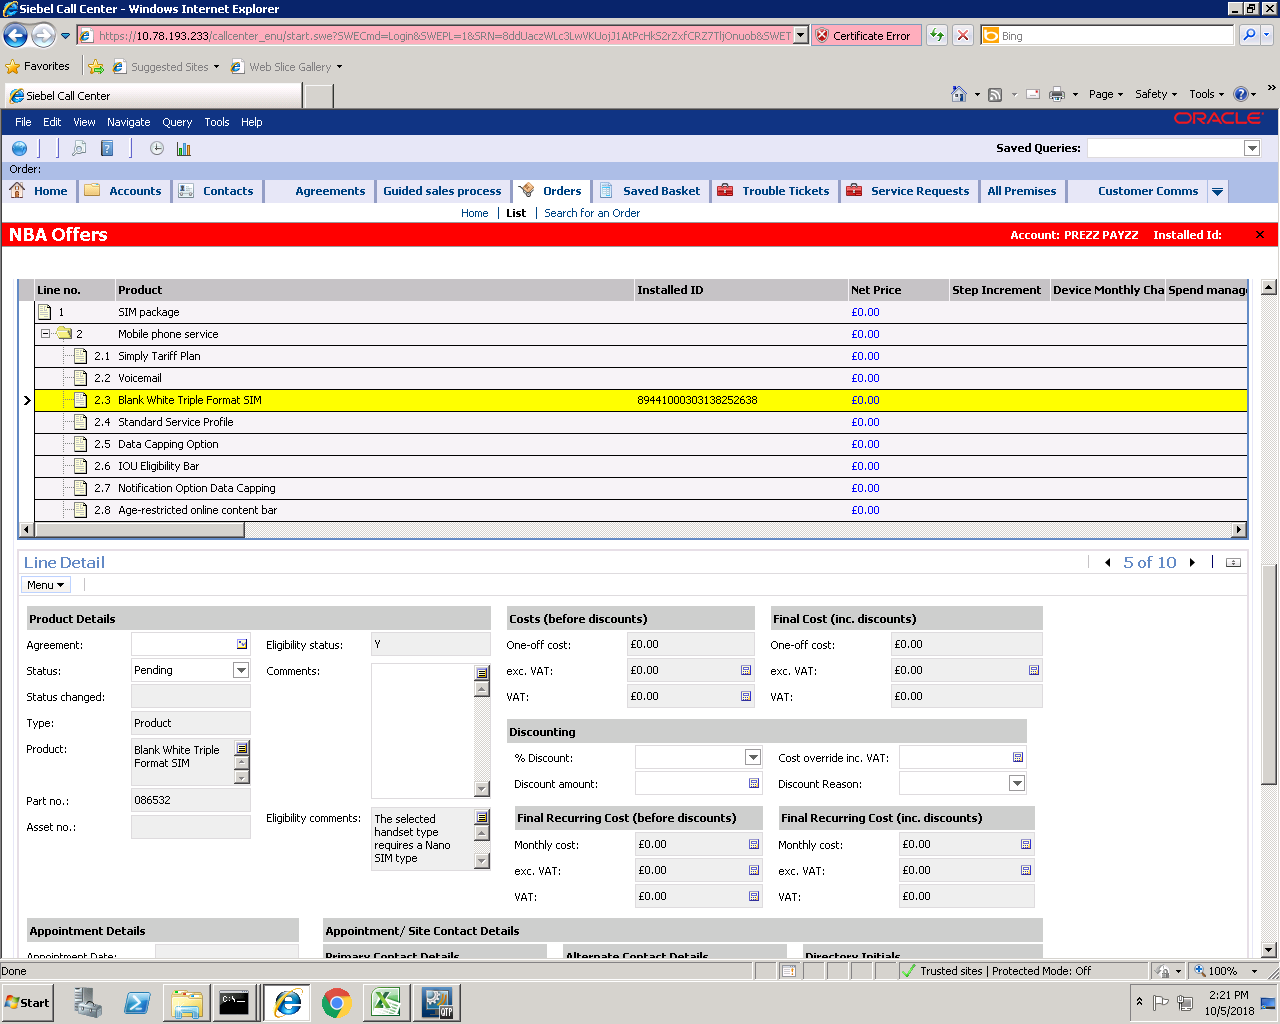 Siebel Call Center - Windows Internet Explorer
https://10.78.193.233/callcenter_enu/start.swe?SWECmd=Login&SWEPL=1&SRN=
Certificate Error
Bing
Favorites Suggested Sites Web Slice Gallery
Siebel Call Center
Page Safety Tools
File Edit View Navigate Query Tools Help
ORACLE
Saved Queries:
Order:
Home Accounts Contacts Agreements Guided sales process Orders Saved Basket Trouble Tickets Service Requests All Premises Customer Comms
Home List Search for an Order
NBA Offers Account: PREZZ PAYZZ Installed Id:
Line no. Product Installed ID Net Price Step Increment Device Monthly Cha Spend manag
1 SIM package £0.00
2 Mobile phone service £0.00
2.1 Simply Tariff Plan £0.00
2.2 Voicemail £0.00
2.3 Blank White Triple Format SIM 89441000303138252638 £0.00
2.4 Standard Service Profile £0.00
2.5 Data Capping Option £0.00
2.6 IOU Eligibility Bar £0.00
2.7 Notification Option Data Capping £0.00
2.8 Age-restricted online content bar £0.00
Line Detail 5 of 10
Menu
Product Details Costs (before discounts) Final Cost (inc. discounts)
Agreement: Eligibility status: Y One-off cost: £0.00 One-off cost: £0.00
Status: Pending Comments: exc. VAT: £0.00 exc. VAT: £0.00
Status changed: VAT: £0.00 VAT: £0.00
Type: Product
Discounting
Product: Blank White Triple
Format SIM
% Discount: Cost override inc. VAT:
Discount amount: Discount Reason:
Part no.: 086532
Asset no.:
Eligibility comments: The selected
handset type
requires a Nano
SIM type
Final Recurring Cost (before discounts) Final Recurring Cost (inc. discounts)
Monthly cost: £0.00 Monthly cost: £0.00
exc. VAT: £0.00 exc. VAT: £0.00
VAT: £0.00 VAT: £0.00
Appointment Details Appointment/ Site Contact Details
Appointment Date: Primary Contact Details Alternate Contact Details Directory Initials
Done Trusted sites | Protected Mode: Off 100%
Start
C:\
QTP
2:21 PM
10/5/2018